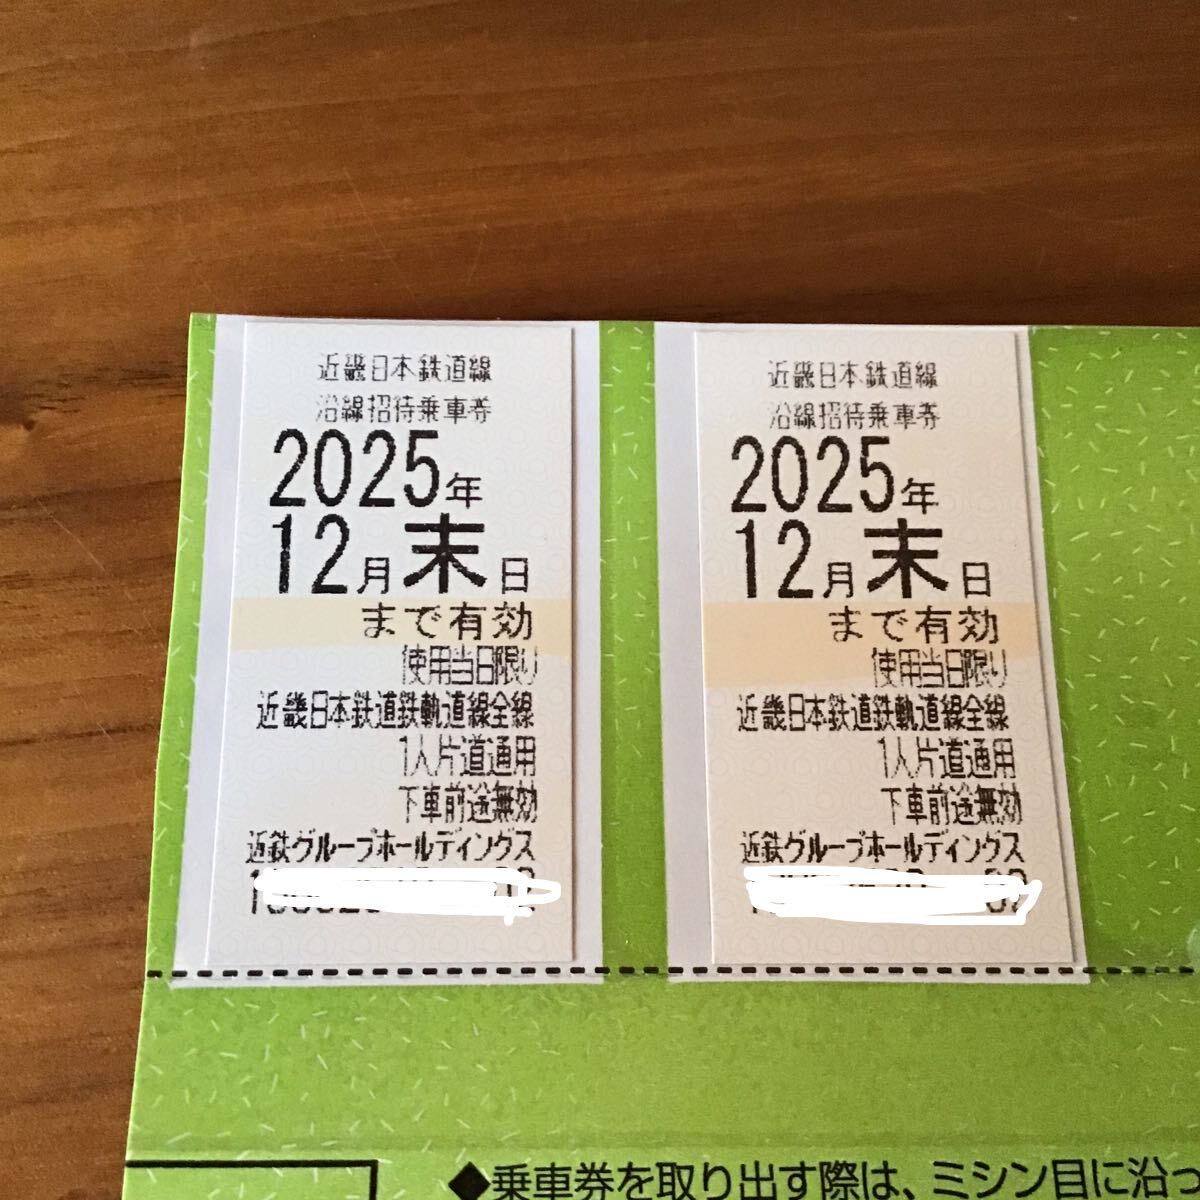 近畿日本鉄道線
沿線招待乗車券
2025年
12月末日
まで有効
使用当日限り
近畿日本鉄道鉄軌道線全線
1人片道通用
下車前途無効
近鉄グループホールディングス
近畿日本鉄道線
沿線招待乗車券
2025年
12月末日
まで有効
使用当日限り
近畿日本鉄道鉄軌道線全線
1人片道通用
下車前途無効
近鉄グループホールディングス
◆乗車券を取り出す際は、ミシン目に沿っ